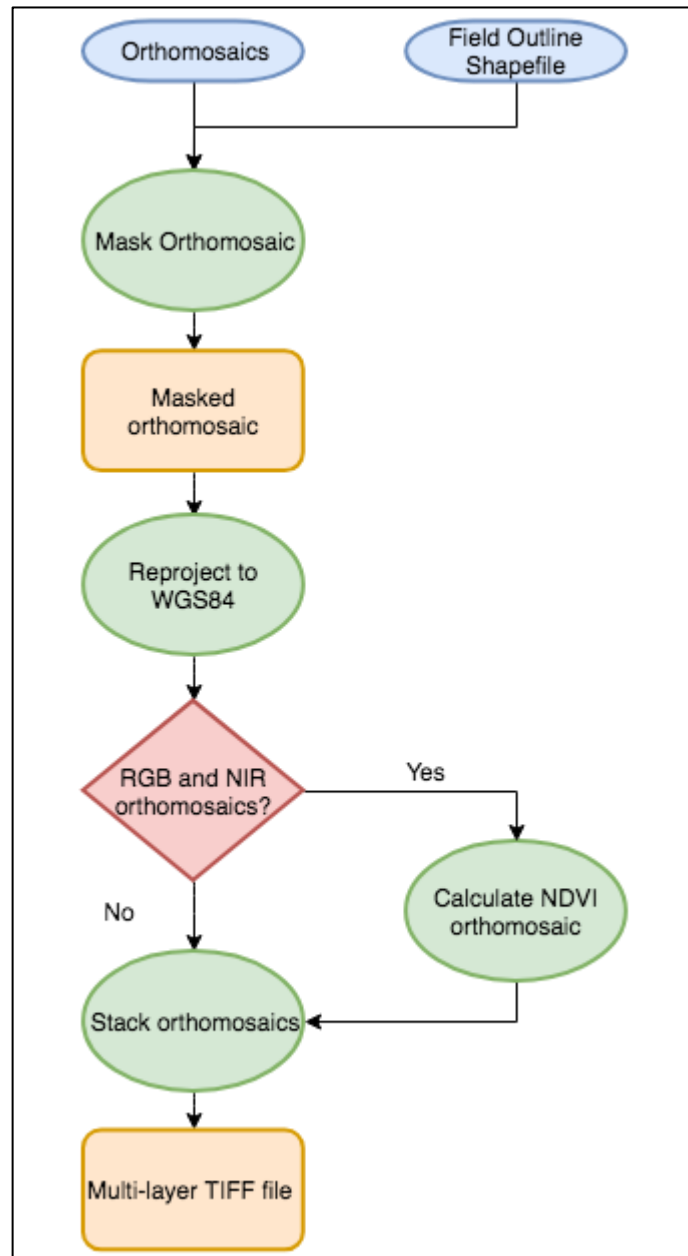 Orthomosaics
Field Outline
Shapefile
Mask Orthomosaic
Masked
orthomosaic
Reproject to
WGS84
RGB and NIR
orthomosaics?
Yes
No
Calculate NDVI
orthomosaic
Stack orthomosaics
Multi-layer TIFF file